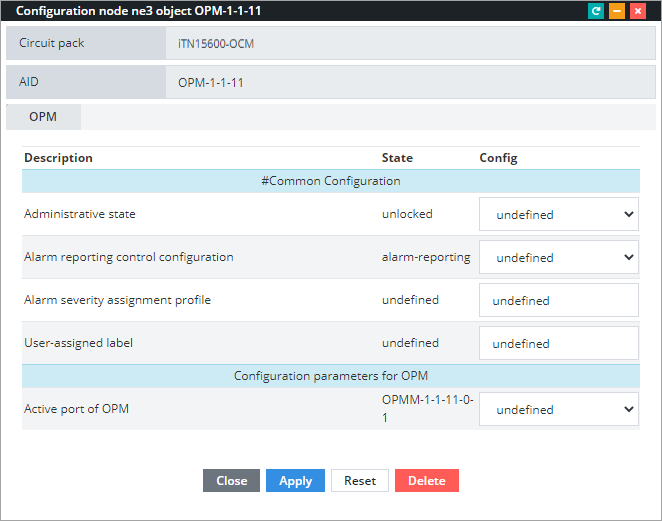 Configuration node ne3 object OPM-1-1-11
Circuit pack iTN15600-OCM
AID OPM-1-1-11
OPM
Description State Config
#Common Configuration
Administrative state unlocked undefined
Alarm reporting control configuration alarm-reporting undefined
Alarm severity assignment profile undefined undefined
User-assigned label undefined undefined
Configuration parameters for OPM
Active port of OPM OPMM-1-1-11-0-1 undefined
Close Apply Reset Delete